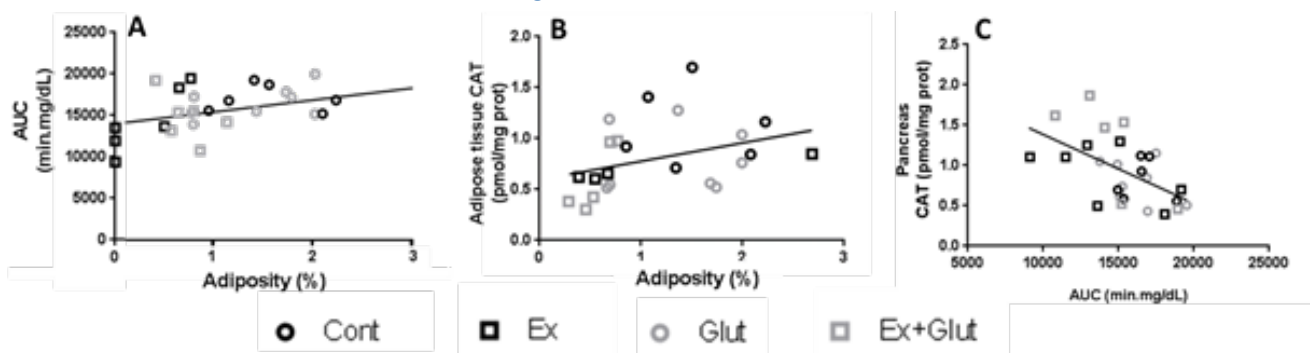 A
AUC
(min.mg/dL)
25000
20000
15000
10000
5000
0
0 1 2 3
Adiposity (%)
B
Adipose tissue CAT
(pmol/mg prot)
2.0
1.5
1.0
0.5
0.0
0 1 2 3
Adiposity (%)
C
Pancreas
CAT (pmol/mg prot)
2.5
2.0
1.5
1.0
0.5
0.0
5000 10000 15000 20000 25000
AUC (min.mg/dL)
Cont Ex Glut Ex+Glut